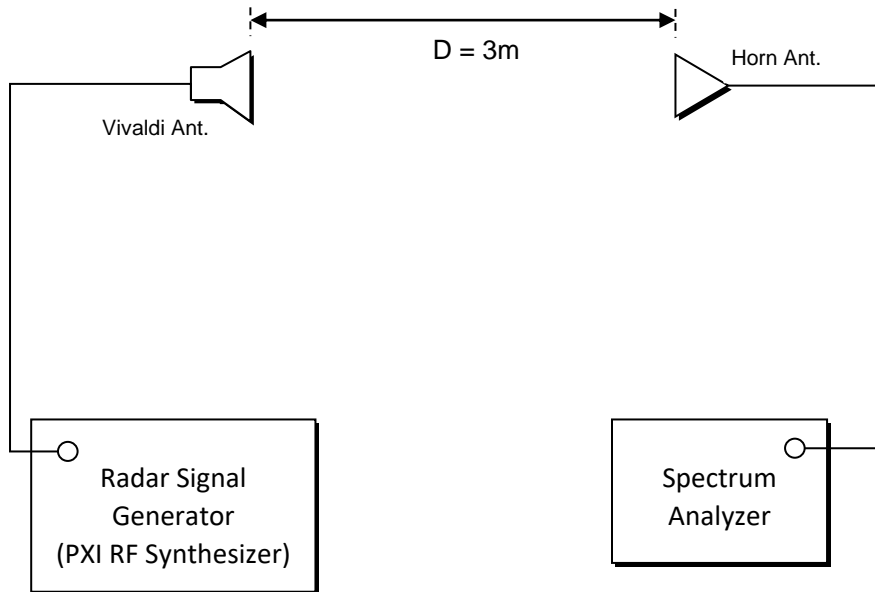 D = 3m
Horn Ant.
Vivaldi Ant.
Radar Signal
Generator
(PXI RF Synthesizer)
Spectrum
Analyzer